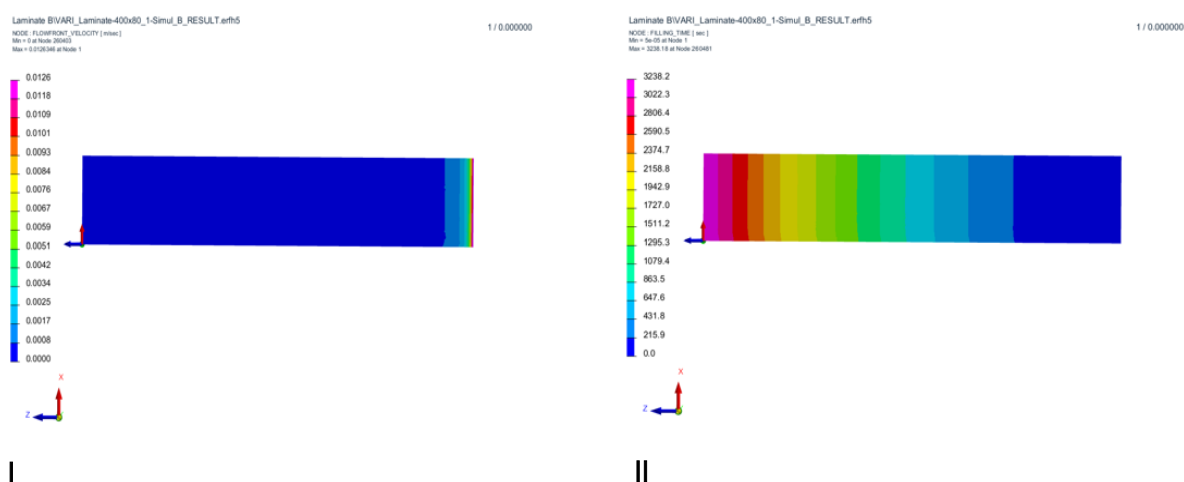 Laminate B\VARI_Laminate-400x80_1-Simul_B_RESULT.erfh5
NODE : FLOWFRONT_VELOCITY [ m/sec ]
Min = 0 at Node 260403
Max = 0.0126346 at Node 1
1 / 0.000000
0.0126
0.0118
0.0109
0.0101
0.0093
0.0084
0.0076
0.0067
0.0059
0.0051
0.0042
0.0034
0.0025
0.0017
0.0008
0.0000
X
Z
I
Laminate B\VARI_Laminate-400x80_1-Simul_B_RESULT.erfh5
NODE : FILLING_TIME [ sec ]
Min = 5e-05 at Node 1
Max = 3238.18 at Node 260481
1 / 0.000000
3238.2
3022.3
2806.4
2590.5
2374.7
2158.8
1942.9
1727.0
1511.2
1295.3
1079.4
863.5
647.6
431.8
215.9
0.0
X
Z
II